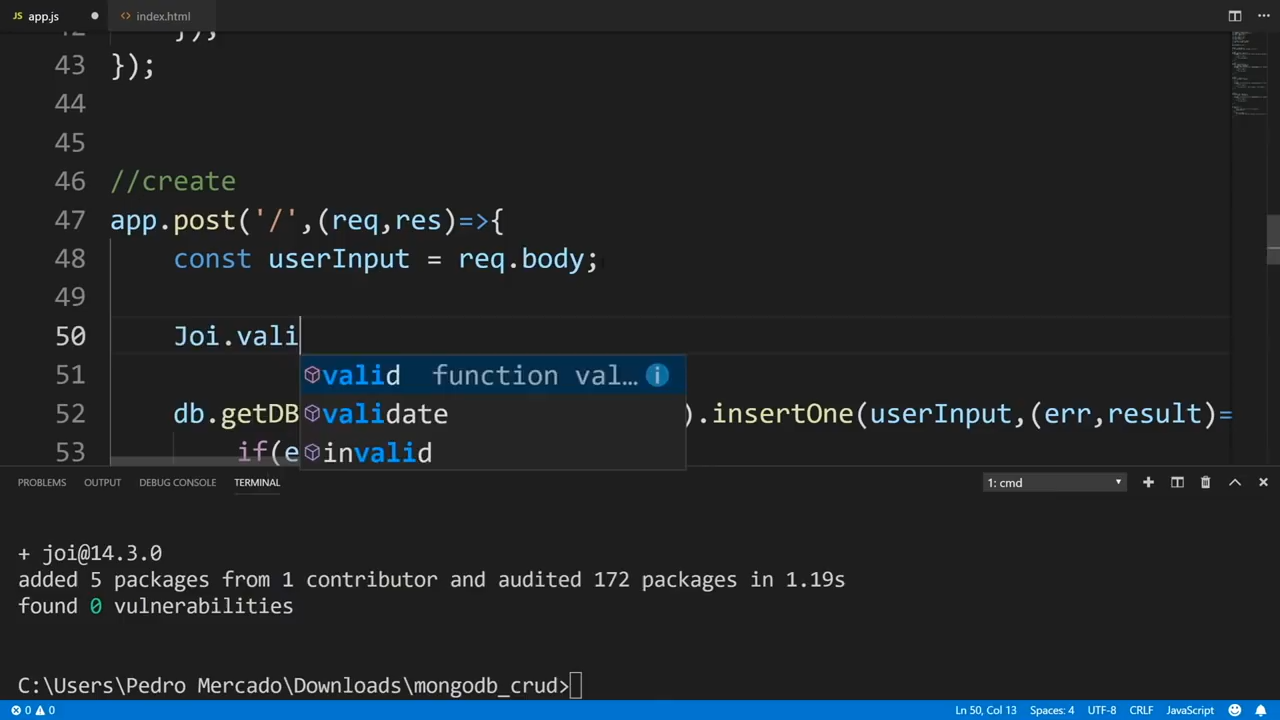 JS app.js ● <> index.html
42 });
43 });
44
45
46 //create
47 app.post('/',(req,res)=>{
48 const userInput = req.body;
49
50 Joi.vali
valid function val…
51
validate
52 db.getDB ).insertOne(userInput,(err,result)=
invalid
53 if(e
PROBLEMS OUTPUT DEBUG CONSOLE TERMINAL 1: cmd
+ joi@14.3.0
added 5 packages from 1 contributor and audited 172 packages in 1.19s
found 0 vulnerabilities
C:\Users\Pedro Mercado\Downloads\mongodb_crud>
0 0 Ln 50, Col 13 Spaces: 4 UTF-8 CRLF JavaScript